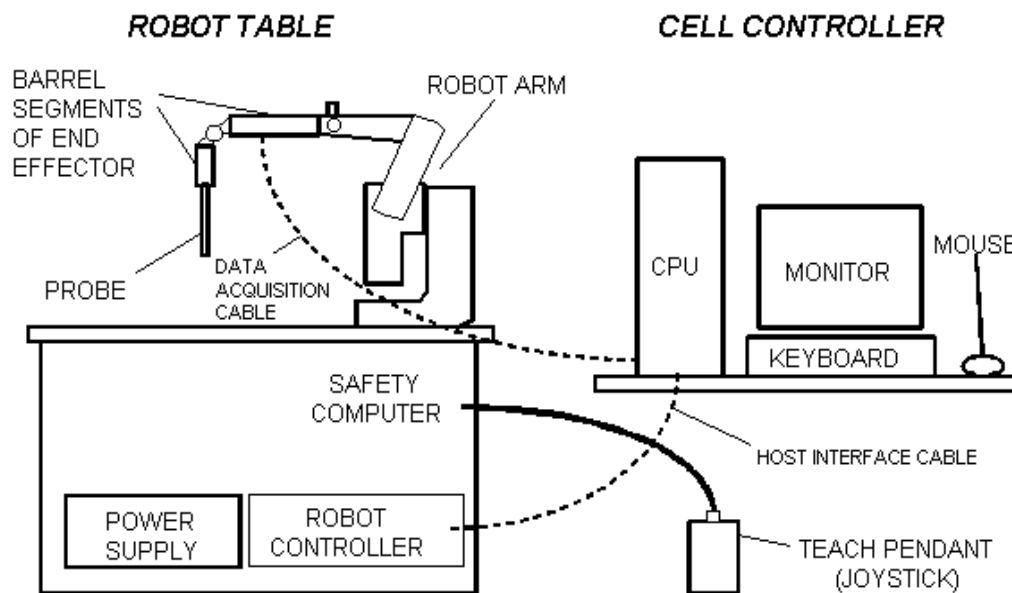 ROBOT TABLE
CELL CONTROLLER
BARREL
SEGMENTS
OF END
EFFECTOR
ROBOT ARM
PROBE
DATA
ACQUISITION
CABLE
CPU
MONITOR
MOUSE
KEYBOARD
SAFETY
COMPUTER
HOST INTERFACE CABLE
POWER
SUPPLY
ROBOT
CONTROLLER
TEACH PENDANT
(JOYSTICK)